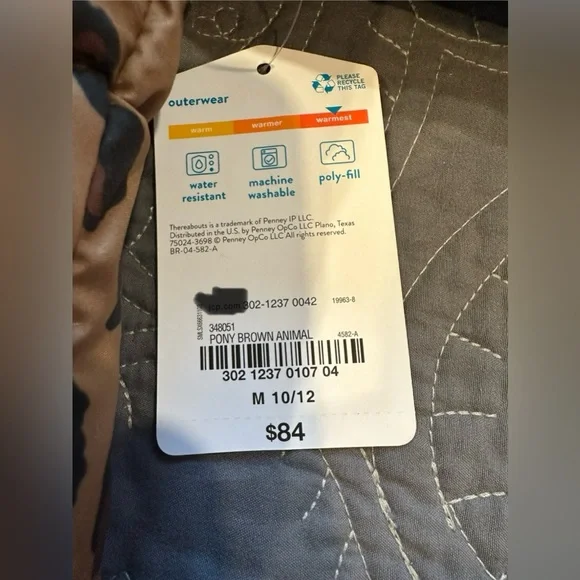 PLEASE
RECYCLE
THIS TAG
outerwear
warm warmer warmest
water
resistant
machine
washable
poly-fill
Thereabouts is a trademark of Penney IP LLC.
Distributed in the U.S. by Penney OpCo LLC Plano, Texas
75024-3698 © Penney OpCo LLC All rights reserved.
BR-04-582-A
jcp.com 302-1237 0042 19963-8
348051
PONY BROWN ANIMAL 4582-A
302 1237 0107 04
M 10/12
$84